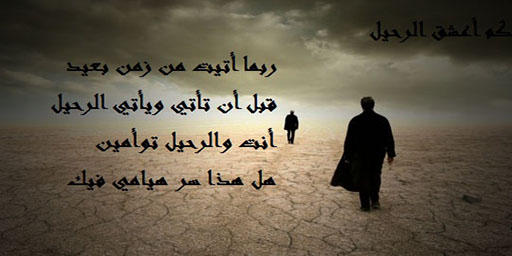 كم أعشق الرحيل
ربما أتيت من زمن بعيد
قبل أن تأتي ويأتي الرحيل
أنت والرحيل توأمين
هل هذا سر هيامي فيك